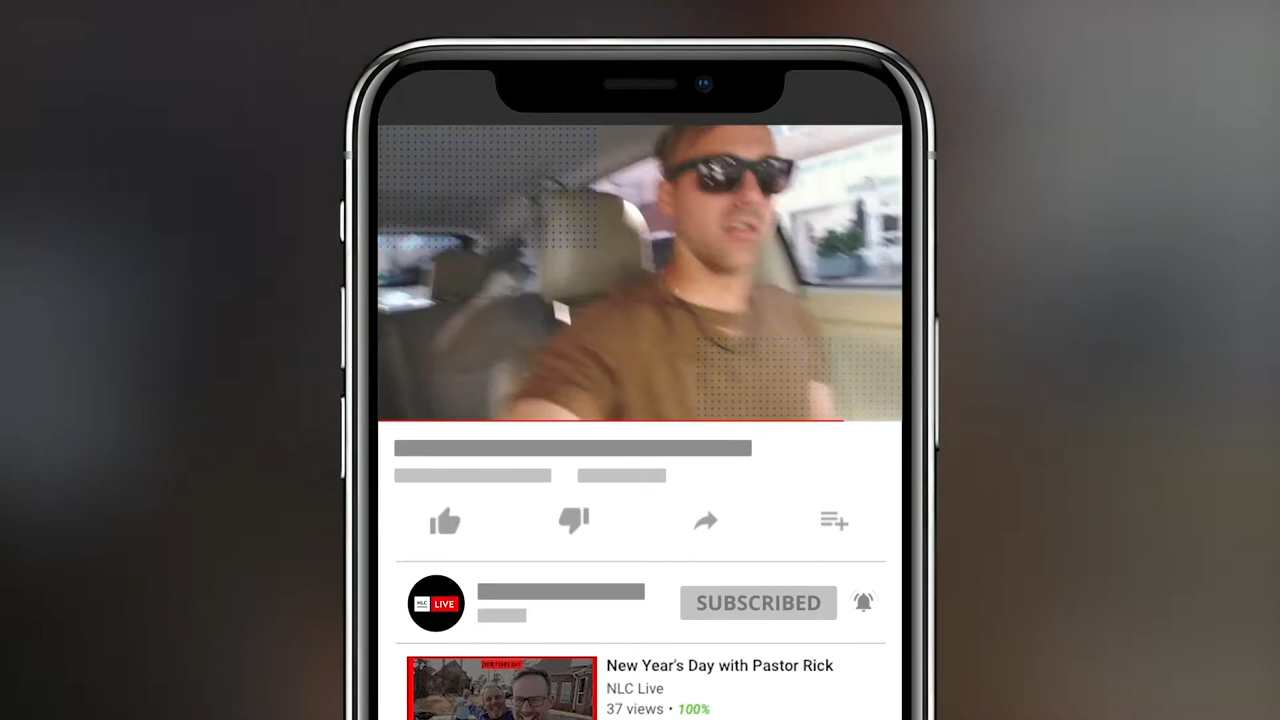 NLC
LIVE
SUBSCRIBED
New Year's Day with Pastor Rick
NLC Live
37 views • 100%